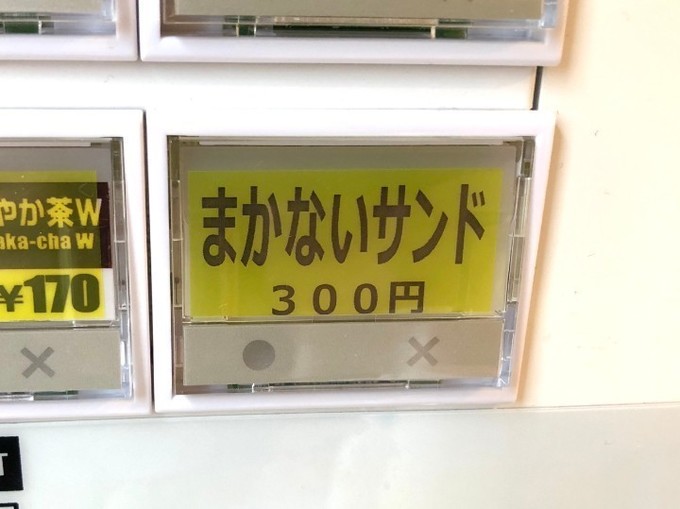 まかないサンド
300円
やか茶W
aka-cha W
¥170
T